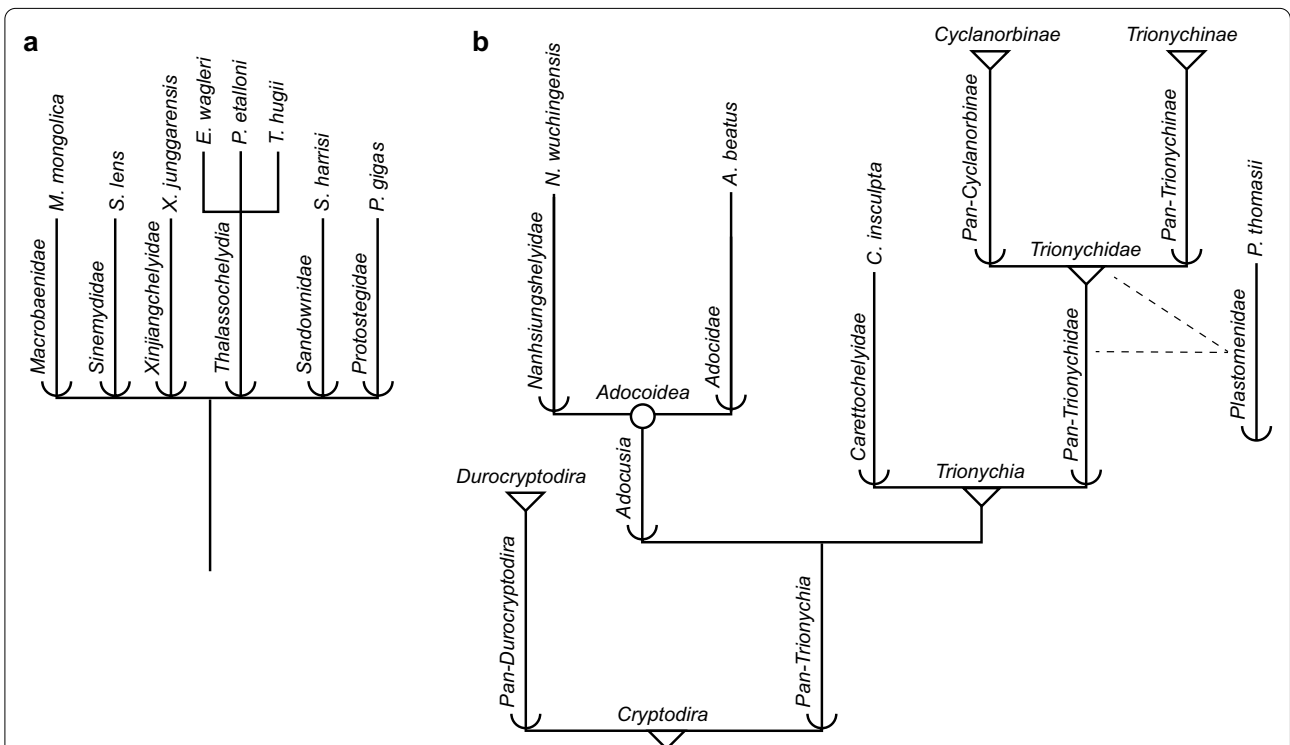 a
M. mongolica
S. lens
X. junggarensis
E. wagleri
P. etalloni
T. hugii
S. harrisi
P. gigas
Macrobaenidae
Sinemydidae
Xinjiangchelyidae
Thalassochelydia
Sandownidae
Protostegidae
b
Cyclanorbinae
Trionychinae
N. wuchingensis
A. beatus
Pan-Cyclanorbinae
Pan-Trionychinae
C. insculpta
Trionychidae
P. thomasii
Nanhsiungshelyidae
Adocidae
Adocoidea
Carettochelyidae
Pan-Trionychidae
Plastomenidae
Durocryptodira
Adocusia
Trionychia
Pan-Durocryptodira
Pan-Trionychia
Cryptodira